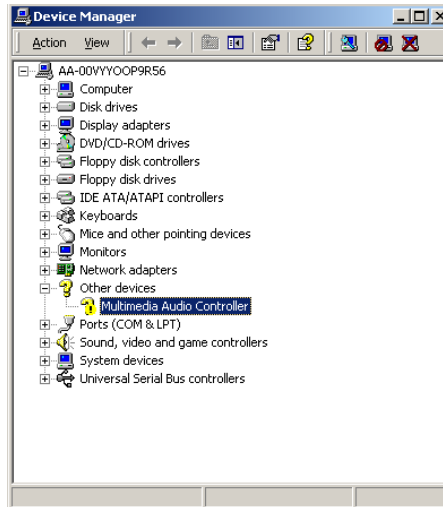 Device Manager
Action View
AA-00VYYOOP9R56
Computer
Disk drives
Display adapters
DVD/CD-ROM drives
Floppy disk controllers
Floppy disk drives
IDE ATA/ATAPI controllers
Keyboards
Mice and other pointing devices
Monitors
Network adapters
Other devices
Multimedia Audio Controller
Ports (COM & LPT)
Sound, video and game controllers
System devices
Universal Serial Bus controllers